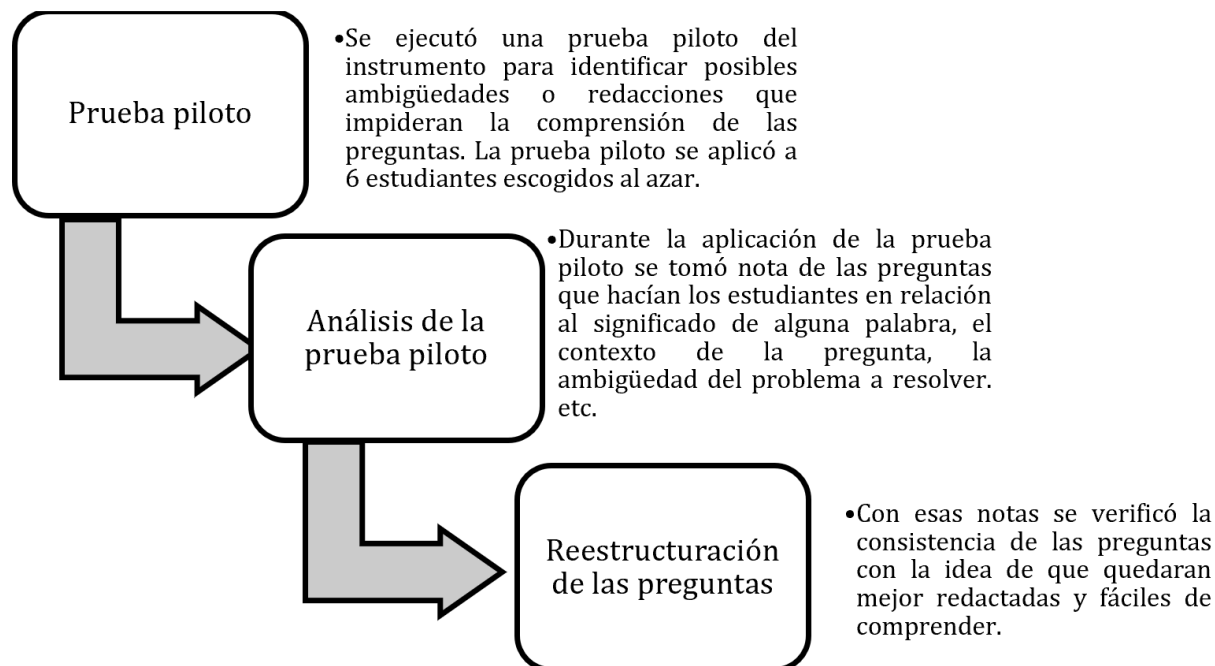 Prueba piloto
•Se ejecutó una prueba piloto del
instrumento para identificar posibles
ambigüedades o redacciones que
impideran la comprensión de las
preguntas. La prueba piloto se aplicó a
6 estudiantes escogidos al azar.
Análisis de la
prueba piloto
•Durante la aplicación de la prueba
piloto se tomó nota de las preguntas
que hacían los estudiantes en relación
al significado de alguna palabra, el
contexto de la pregunta, la
ambigüedad del problema a resolver.
etc.
Reestructuración
de las preguntas
•Con esas notas se verificó la
consistencia de las preguntas
con la idea de que quedaran
mejor redactadas y fáciles de
comprender.